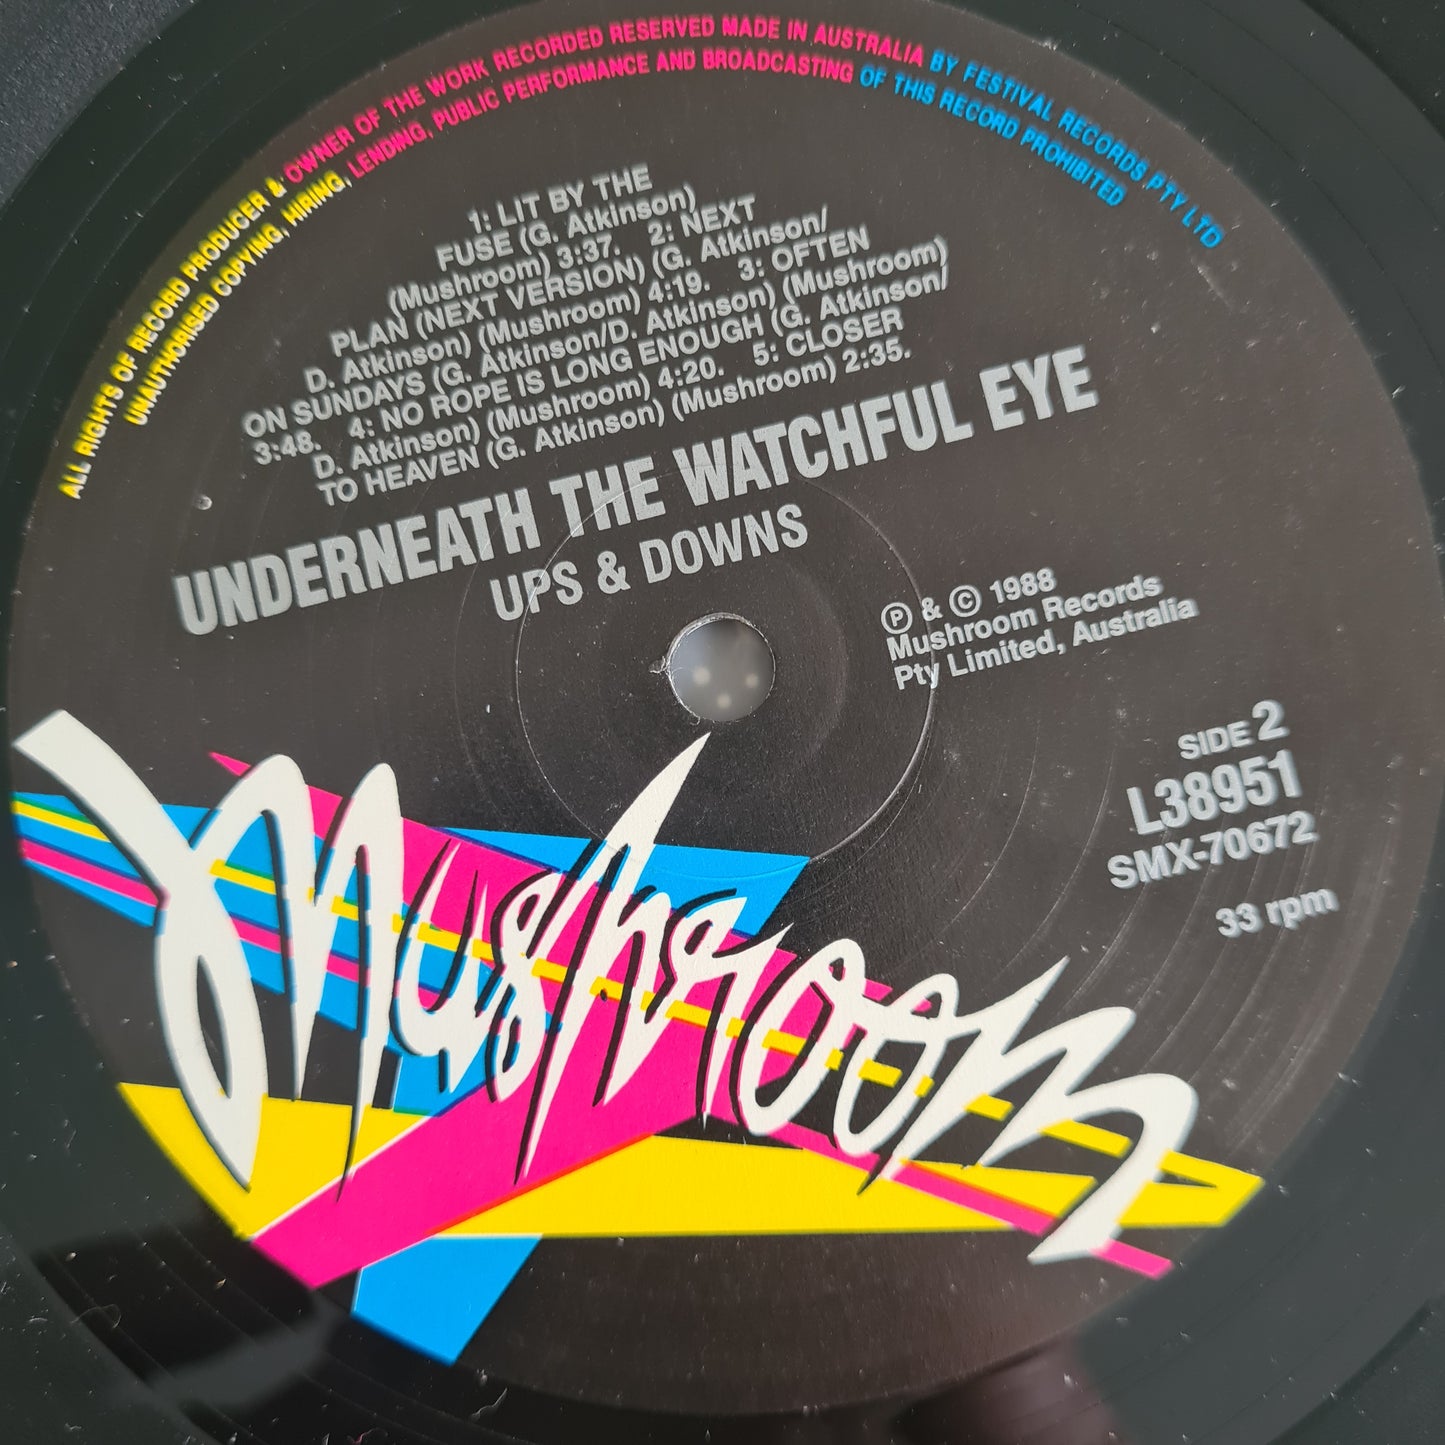 ALL RIGHTS OF RECORD PRODUCER & OWNER OF THE WORK RECORDED RESERVED MADE IN AUSTRALIA BY FESTIVAL RECORDS PTY LTD
UNAUTHORISED COPYING, HIRING, LENDING, PUBLIC PERFORMANCE AND BROADCASTING OF THIS RECORD PROHIBITED
1: LIT BY THE
FUSE (G. Atkinson)
(Mushroom) 3:37. 2: NEXT
PLAN (NEXT VERSION) (G. Atkinson/
D. Atkinson) (Mushroom) 4:19. 3: OFTEN
ON SUNDAYS (G. Atkinson/D. Atkinson) (Mushroom)
3:48. 4: NO ROPE IS LONG ENOUGH (G. Atkinson/
D. Atkinson) (Mushroom) 4:20. 5: CLOSER
TO HEAVEN (G. Atkinson) (Mushroom) 2:35.
UNDERNEATH THE WATCHFUL EYE
UPS & DOWNS
Ⓟ & © 1988
Mushroom Records
Pty Limited, Australia
SIDE 2
L38951
SMX-70672
33 rpm
Mushroom